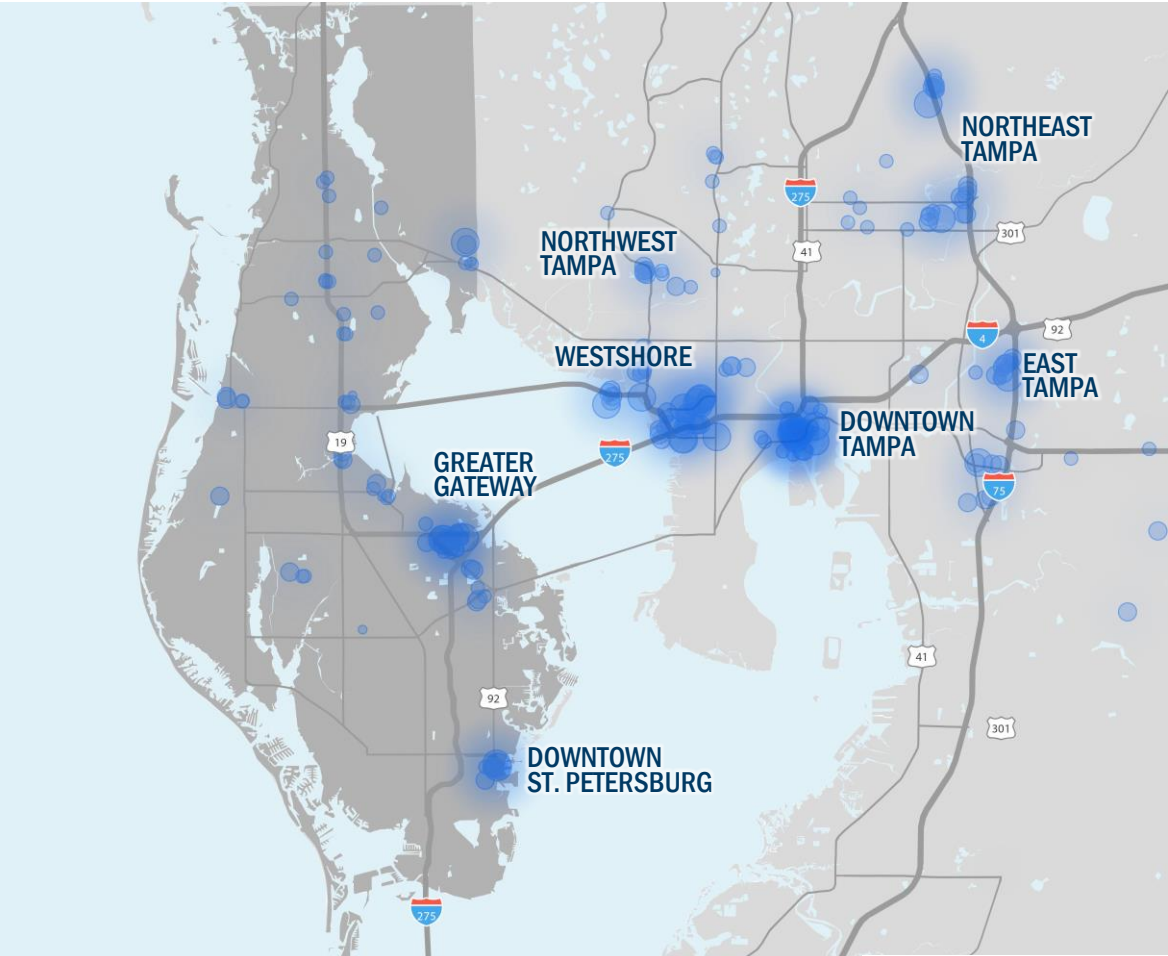 NORTHEAST
TAMPA
275
301
41
NORTHWEST
TAMPA
4
92
WESTSHORE
EAST
TAMPA
DOWNTOWN
TAMPA
19
275
GREATER
GATEWAY
75
41
92
301
DOWNTOWN
ST. PETERSBURG
275